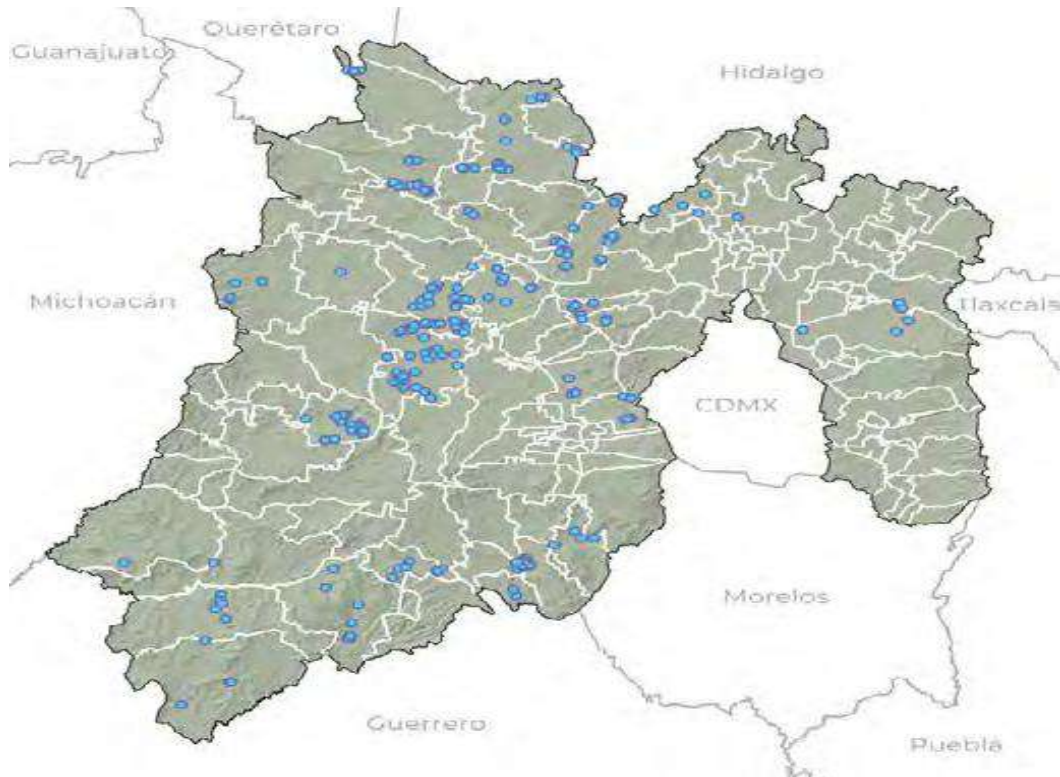 Querétaro
Guanajuato
Hidalgo
Michoacán
Tlaxcala
CDMX
Morelos
Guerrero
Puebla